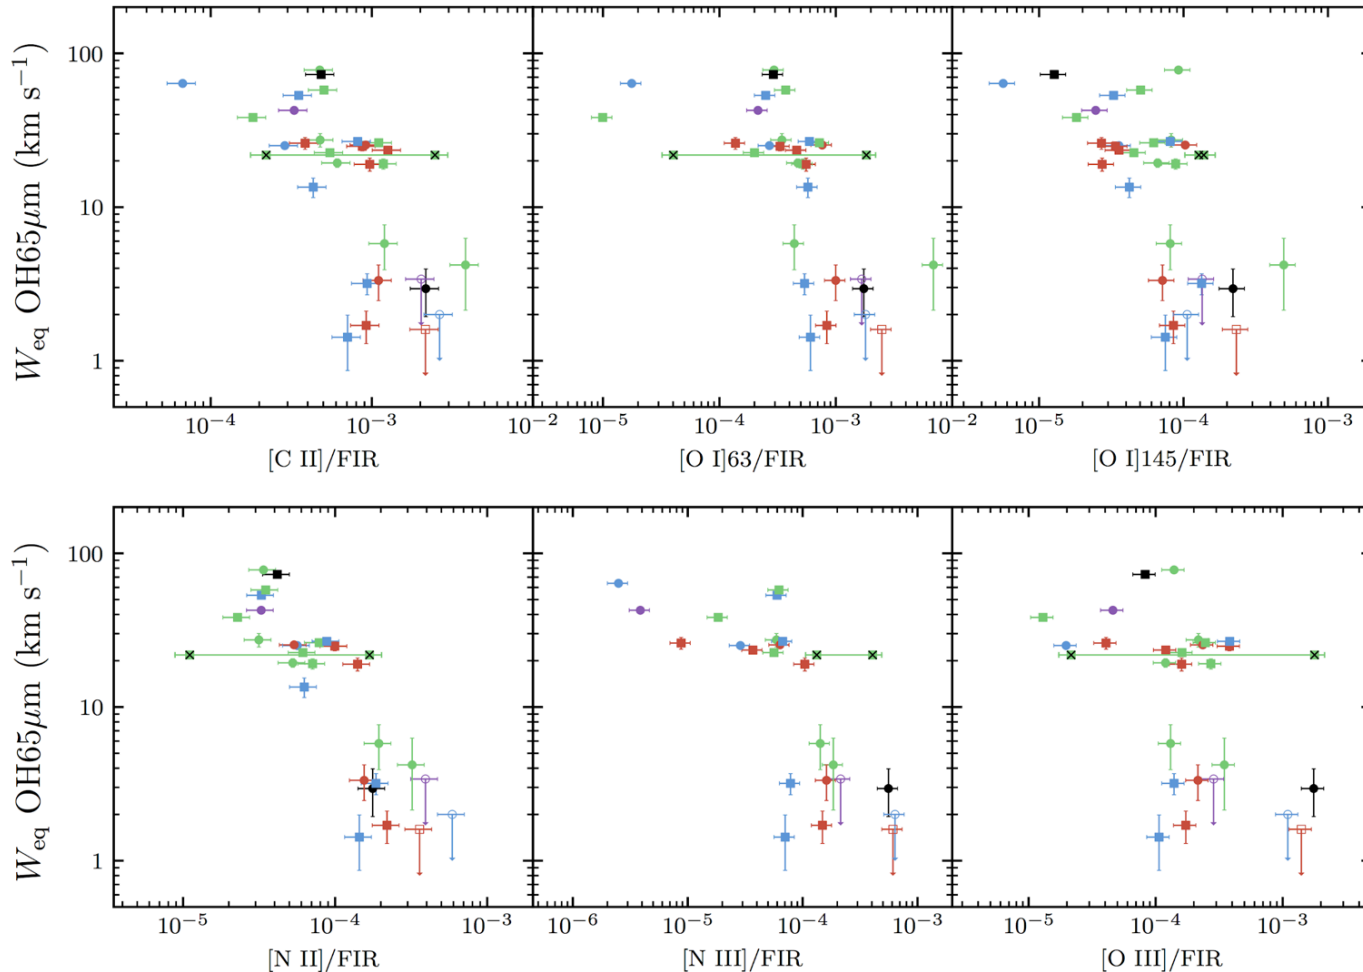 W_eq OH65μm (km s⁻¹)
100
10
1
10⁻⁴ 10⁻³ 10⁻² 10⁻⁵ 10⁻⁴ 10⁻³ 10⁻⁵ 10⁻⁴ 10⁻³
[C II]/FIR [O I]63/FIR [O I]145/FIR
W_eq OH65μm (km s⁻¹)
100
10
1
10⁻⁵ 10⁻⁴ 10⁻³ 10⁻⁶ 10⁻⁵ 10⁻⁴ 10⁻³ 10⁻⁵ 10⁻⁴ 10⁻³
[N II]/FIR [N III]/FIR [O III]/FIR